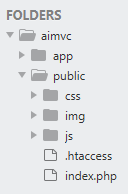 FOLDERS
aimvc
app
public
css
img
js
.htaccess
index.php